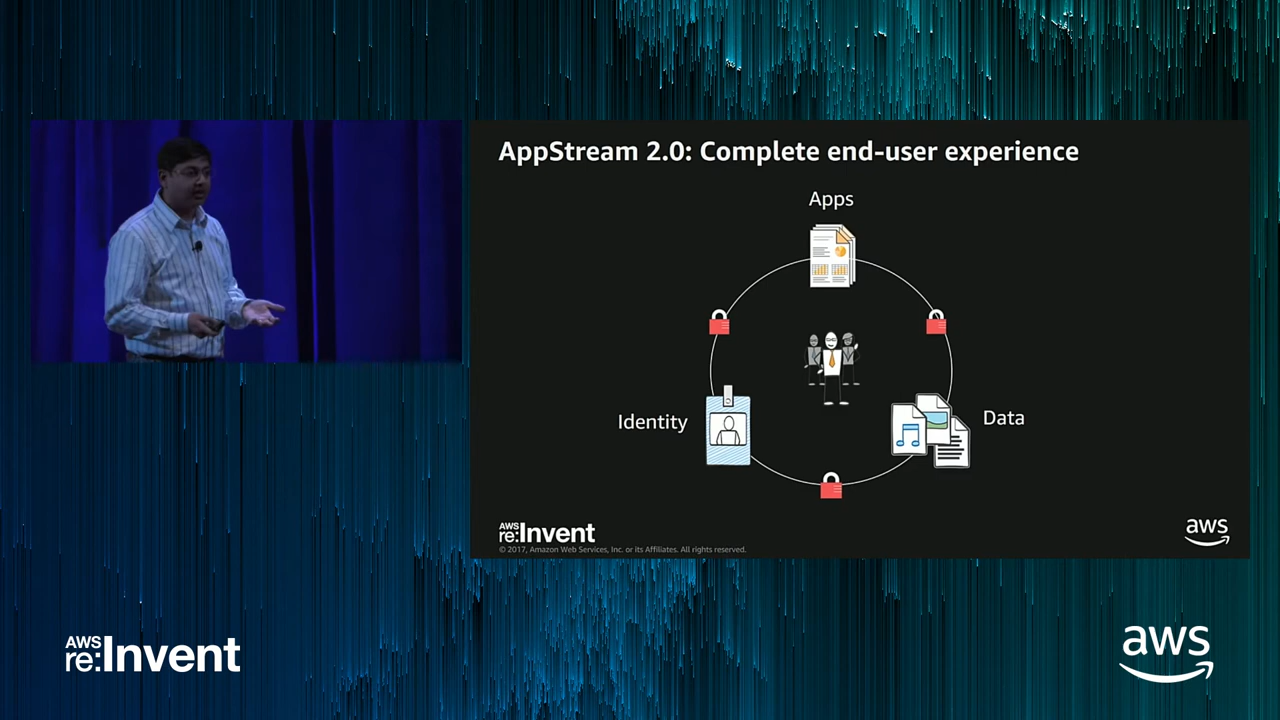 AppStream 2.0: Complete end-user experience
Apps
Identity
Data
AWS
re:Invent
© 2017, Amazon Web Services, Inc. or its Affiliates. All rights reserved.
aws
AWS
re:Invent
aws